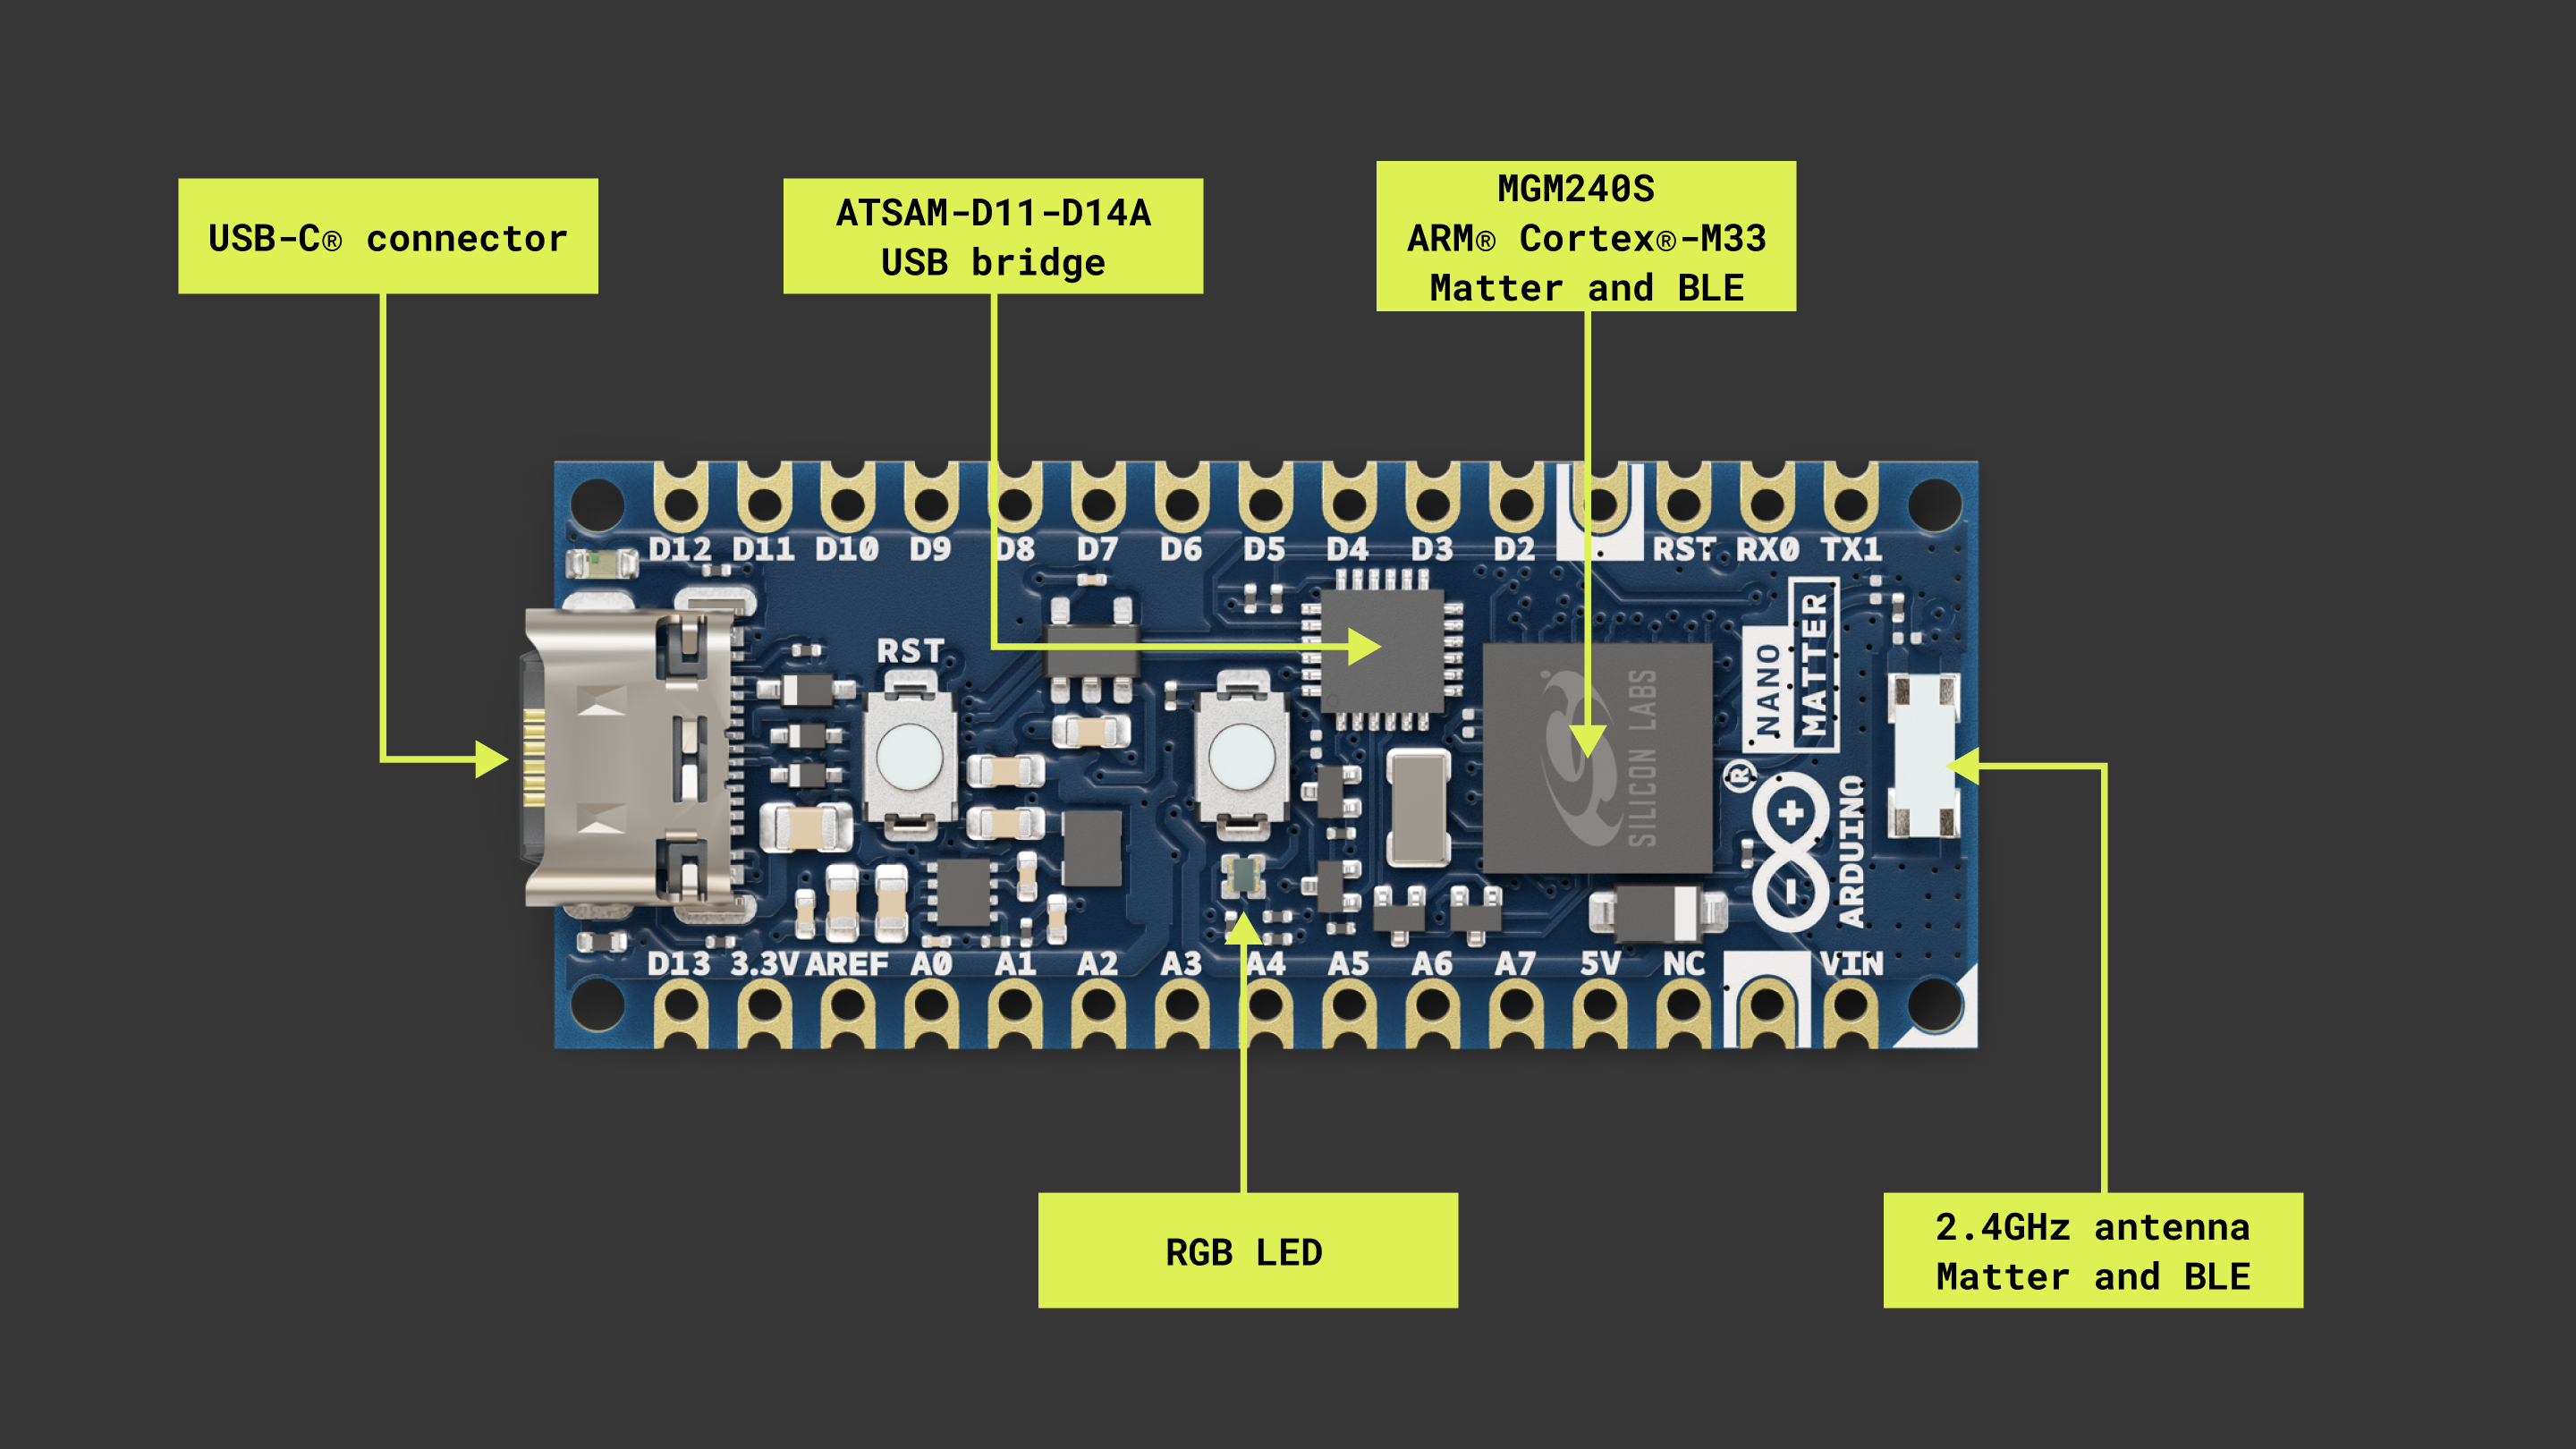 USB-C® connector
ATSAM-D11-D14A
USB bridge
MGM240S
ARM® Cortex®-M33
Matter and BLE
D12 D11 D10 D9 D8 D7 D6 D5 D4 D3 D2 RST RX0 TX1
RST
NANO
MATTER
SILICON LABS
®
ARDUINO
D13 3.3V AREF A0 A1 A2 A3 A4 A5 A6 A7 5V NC VIN
RGB LED
2.4GHz antenna
Matter and BLE